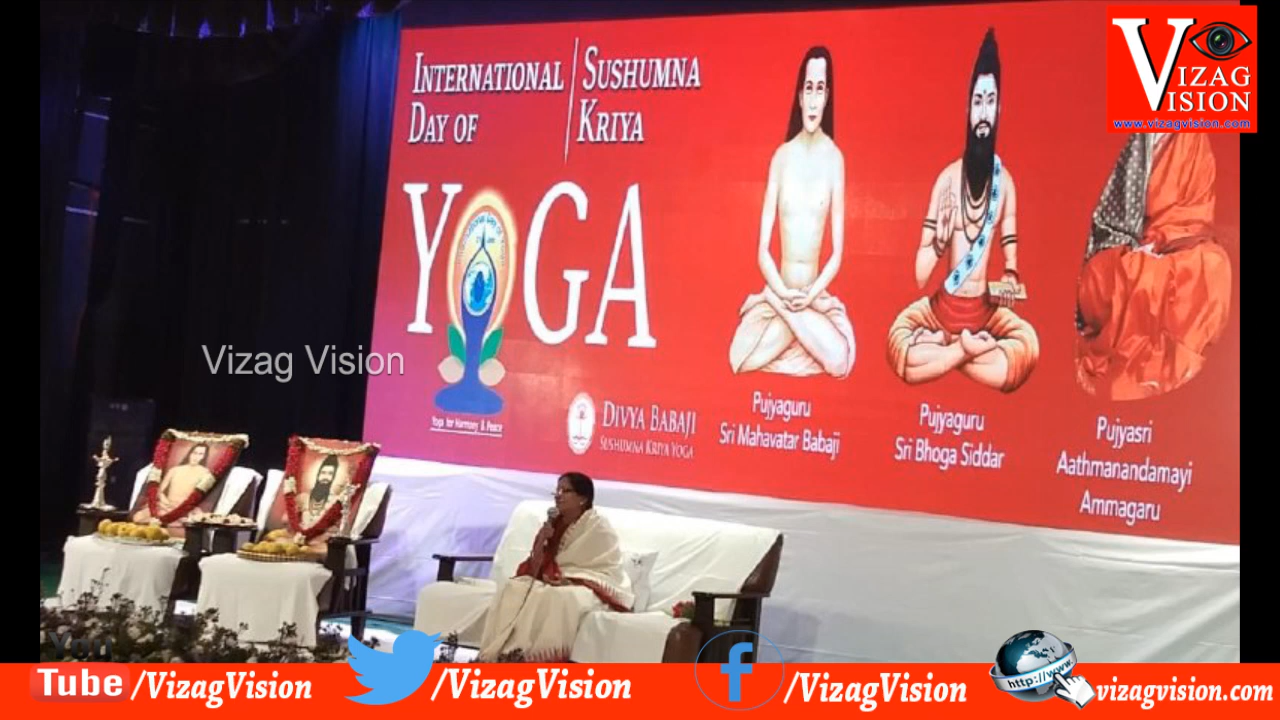 INTERNATIONAL
DAY OF
SUSHUMNA
KRIYA
YOGA
Yoga for Harmony & Peace
DIVYA BABAJI
SUSHUMNA KRIYA YOGA
Pujyaguru
Sri Mahavatar Babaji
Pujyaguru
Sri Bhoga Siddar
Pujyasri
Aathmanandamayi
Ammagaru
VIZAG
VISION
www.vizagvision.com
Vizag Vision
You
Tube /VizagVision
/VizagVision
f /VizagVision
http://www.
vizagvision.com